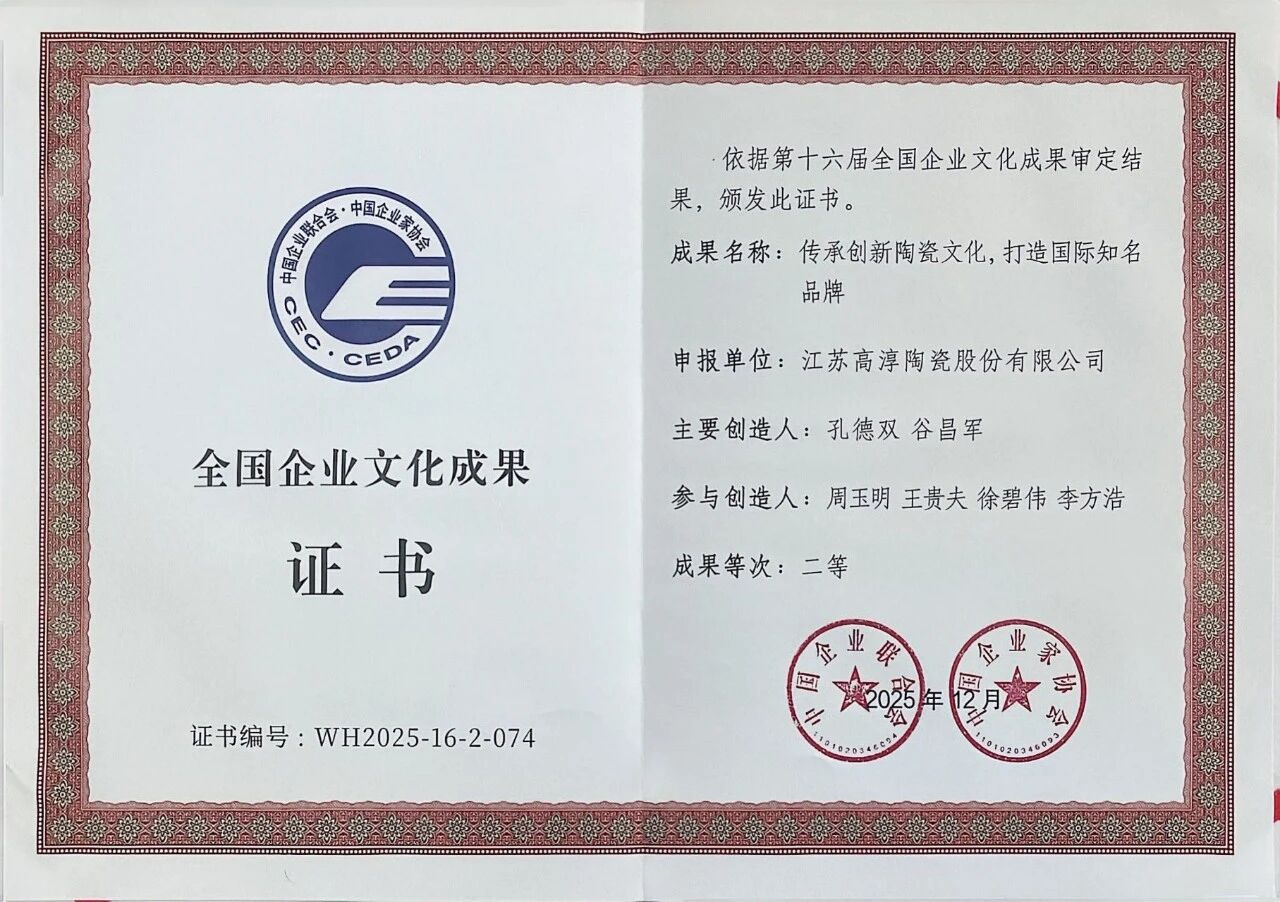 中国企业联合会·中国企业家协会
CEC·CEDA
全国企业文化成果
证书
证书编号：WH2025-16-2-074
依据第十六届全国企业文化成果审定结
果，颁发此证书。
成果名称：传承创新陶瓷文化,打造国际知名
品牌
申报单位：江苏高淳陶瓷股份有限公司
主要创造人：孔德双 谷昌军
参与创造人：周玉明 王贵夫 徐碧伟 李方浩
成果等次：二等
中国企业联合会
1101020346094
中国企业家协会
1101020346093
2025年12月